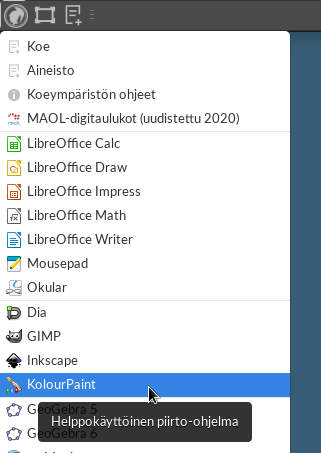 Koe
Aineisto
Koeympäristön ohjeet
MAOL-digitaulukot (uudistettu 2020)
LibreOffice Calc
LibreOffice Draw
LibreOffice Impress
LibreOffice Math
LibreOffice Writer
Mousepad
Okular
Dia
GIMP
Inkscape
KolourPaint
GeoGebra 5
Helppokäyttöinen piirto-ohjelma
GeoGebra 6